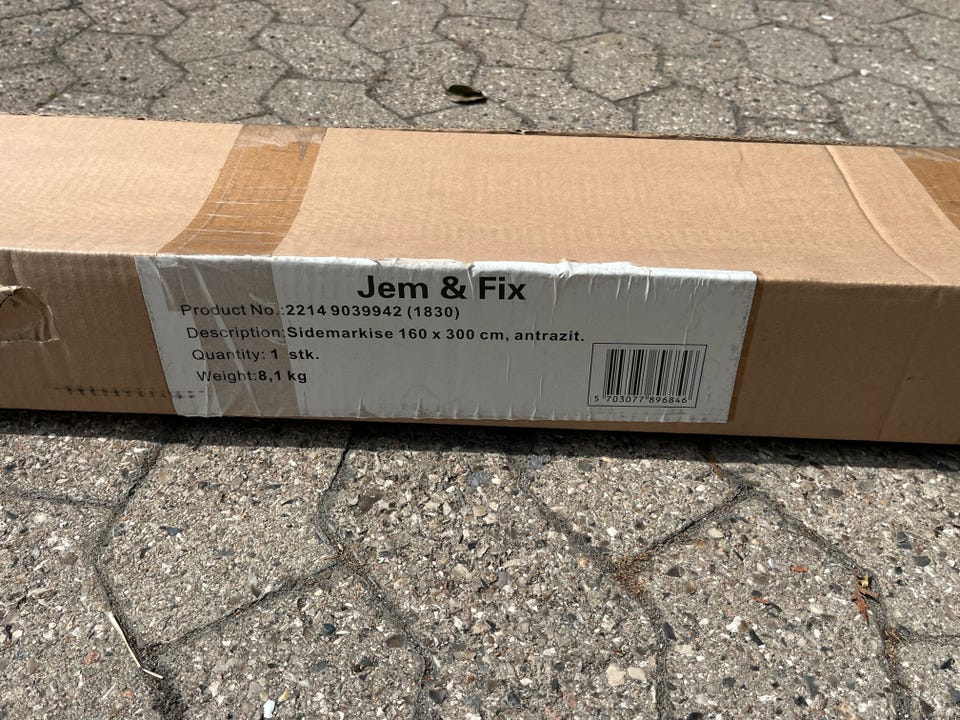 Jem & Fix
Product No.:2214 9039942 (1830)
Description:Sidemarkise 160 x 300 cm, antrazit.
Quantity: 1 stk.
Weight:8,1 kg
5 703077 896846